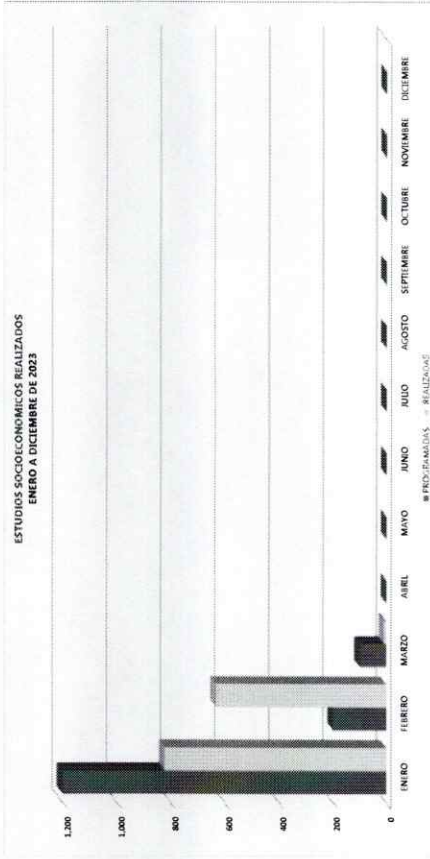 ESTUDIOS SOCIOECONOMICOS REALIZADOS
ENERO A DICIEMBRE DE 2023
1,200
1,000
800
600
400
200
0
ENERO
FEBRERO
MARZO
ABRIL
MAYO
JUNIO
JULIO
AGOSTO
SEPTIEMBRE
OCTUBRE
NOVIEMBRE
DICIEMBRE
PROGRAMADAS REALIZADAS